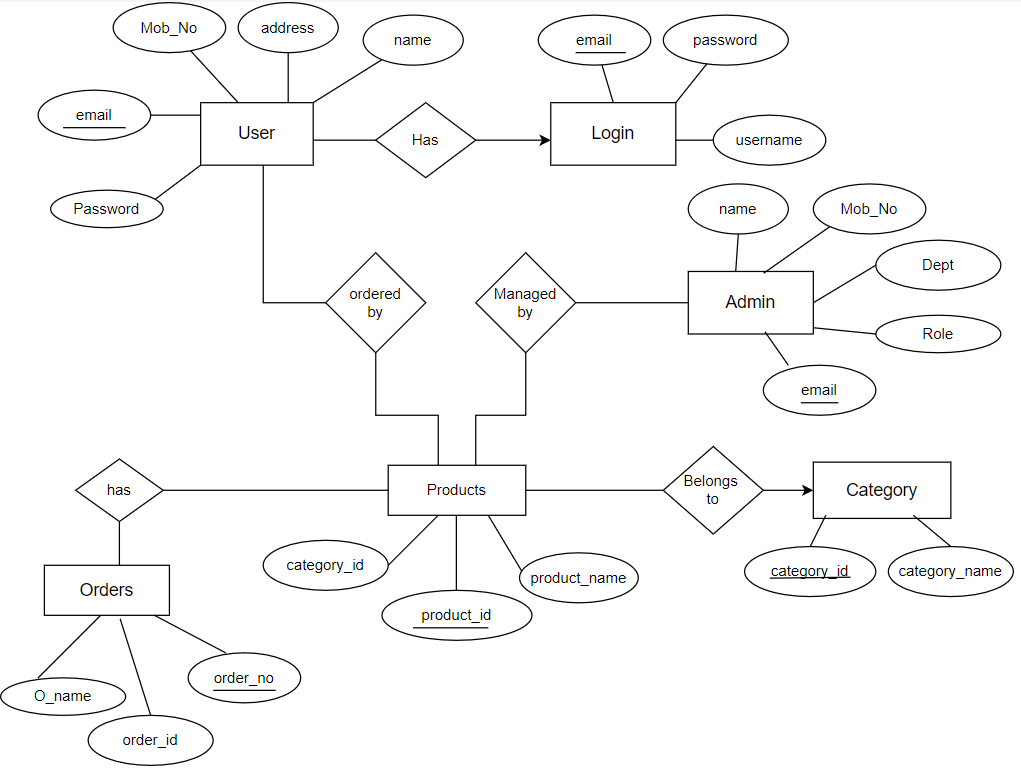 Mob_No
address
name
email
password
email
User
Has
Login
username
Password
name
Mob_No
Dept
ordered
by
Managed
by
Admin
Role
email
has
Products
Belongs
to
Category
category_id
product_name
category_id
category_name
Orders
product_id
O_name
order_no
order_id